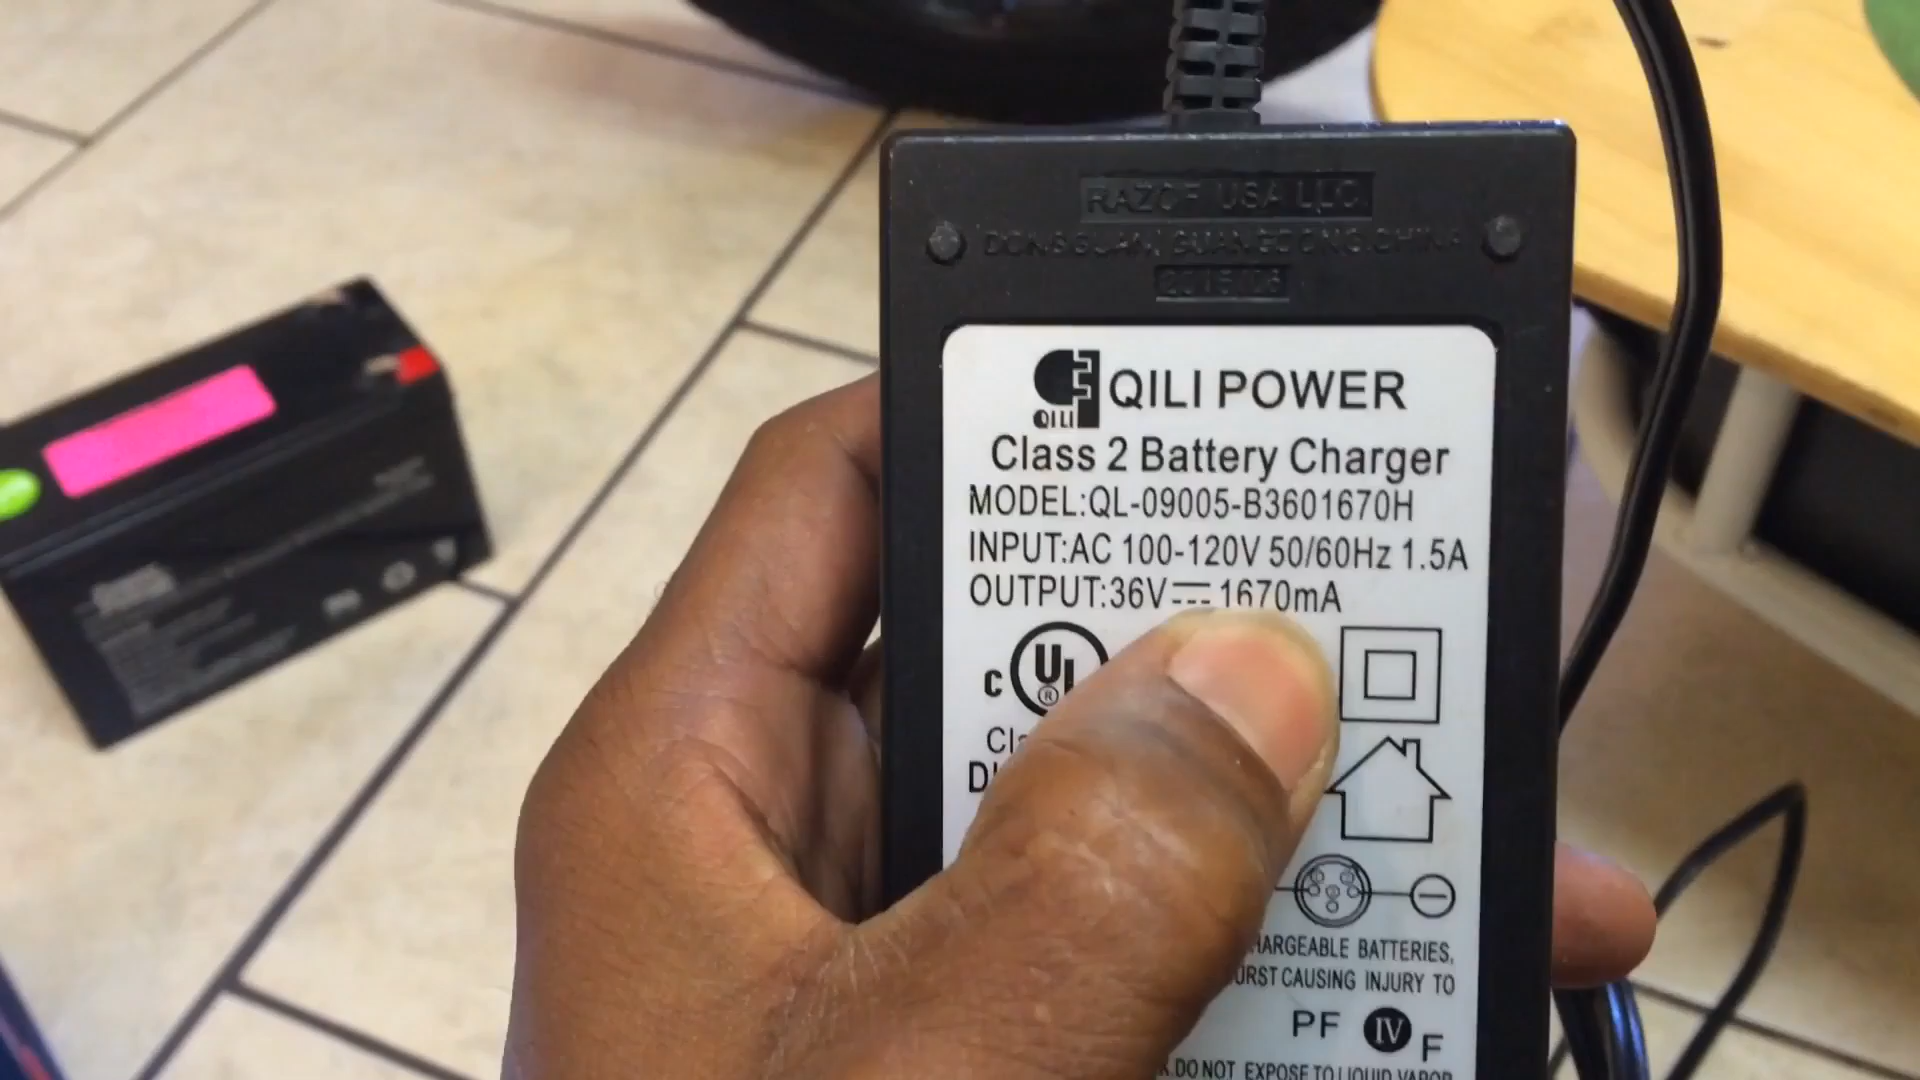 RAZOR USA LLC.
DONGGUAN, GUANGDONG, CHINA
QILI
QILI POWER
Class 2 Battery Charger
MODEL:QL-09005-B3601670H
INPUT:AC 100-120V 50/60Hz 1.5A
OUTPUT:36V 1670mA
C UL ®
HARGEABLE BATTERIES.
URST CAUSING INJURY TO
PF IV F
DO NOT EXPOSE TO LIQUID VAPOR